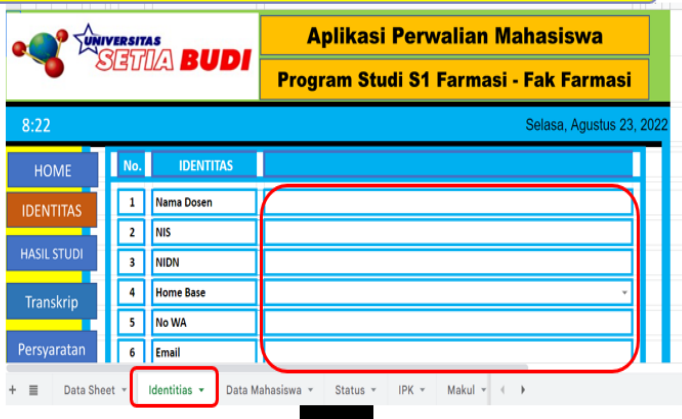 UNIVERSITAS
SETIA BUDI
Aplikasi Perwalian Mahasiswa
Program Studi S1 Farmasi - Fak Farmasi
8:22
Selasa, Agustus 23, 2022
HOME
IDENTITAS
HASIL STUDI
Transkrip
Persyaratan
No. IDENTITAS
1 Nama Dosen
2 NIS
3 NIDN
4 Home Base
5 No WA
6 Email
+ Data Sheet Identitias Data Mahasiswa Status IPK Makul